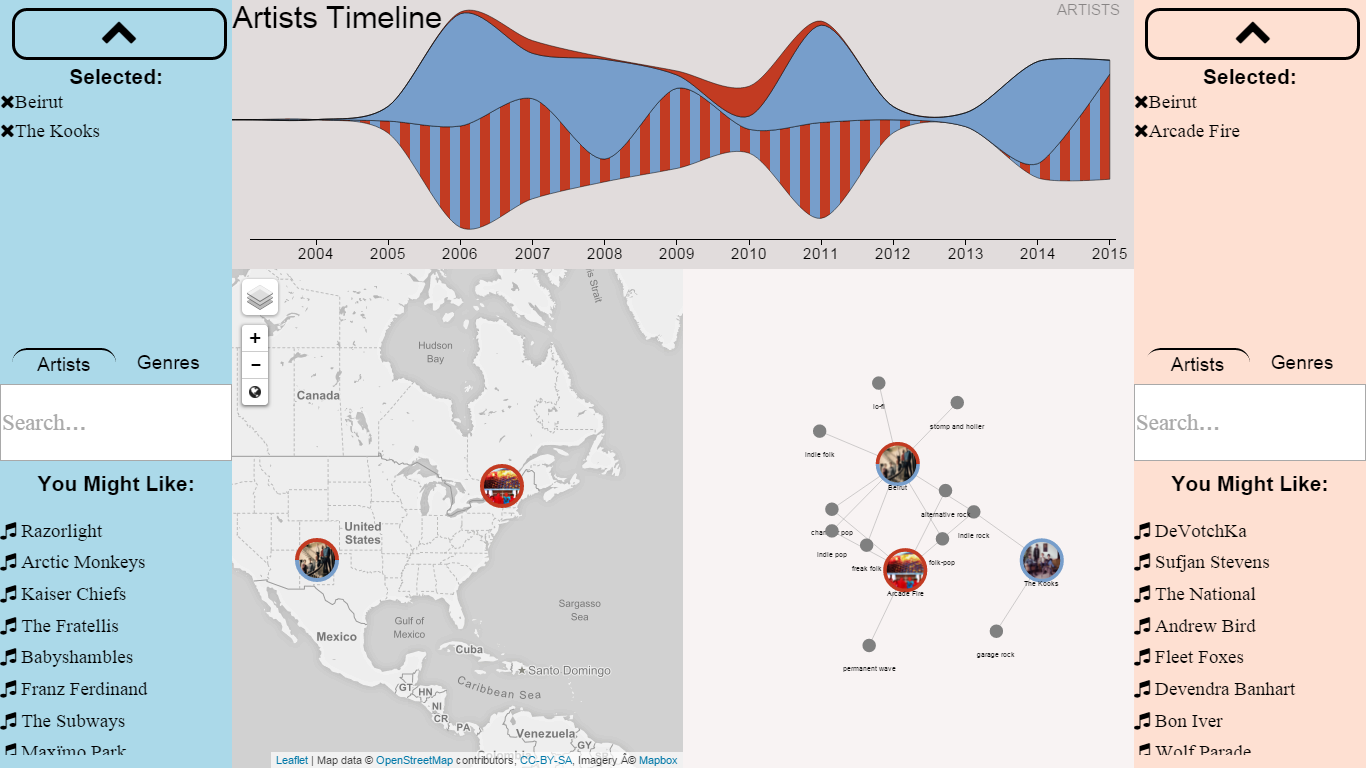 Selected:
Beirut
The Kooks
Artists
Genres
Search...
You Might Like:
Razorlight
Arctic Monkeys
Kaiser Chiefs
The Fratellis
Babyshambles
Franz Ferdinand
The Subways
Maxïmo Park
Artists Timeline
ARTISTS
2004 2005 2006 2007 2008 2009 2010 2011 2012 2013 2014 2015
+
−
is Strait
Hudson
Bay
Canada
United
States
Sargasso
Sea
Gulf of
Mexico
Mexico
Cuba
Santo Domingo
Caribbean Sea
GT
HN
NI
CR
PA
Venezuela
GY
Leaflet | Map data © OpenStreetMap contributors, CC-BY-SA, Imagery Â© Mapbox
lo-fi
stomp and holler
indie folk
Beirut
alternative rock
chamber pop
indie rock
indie pop
freak folk
folk-pop
The Kooks
Arcade Fire
garage rock
permanent wave
Selected:
Beirut
Arcade Fire
Artists
Genres
Search...
You Might Like:
DeVotchKa
Sufjan Stevens
The National
Andrew Bird
Fleet Foxes
Devendra Banhart
Bon Iver
Wolf Parade